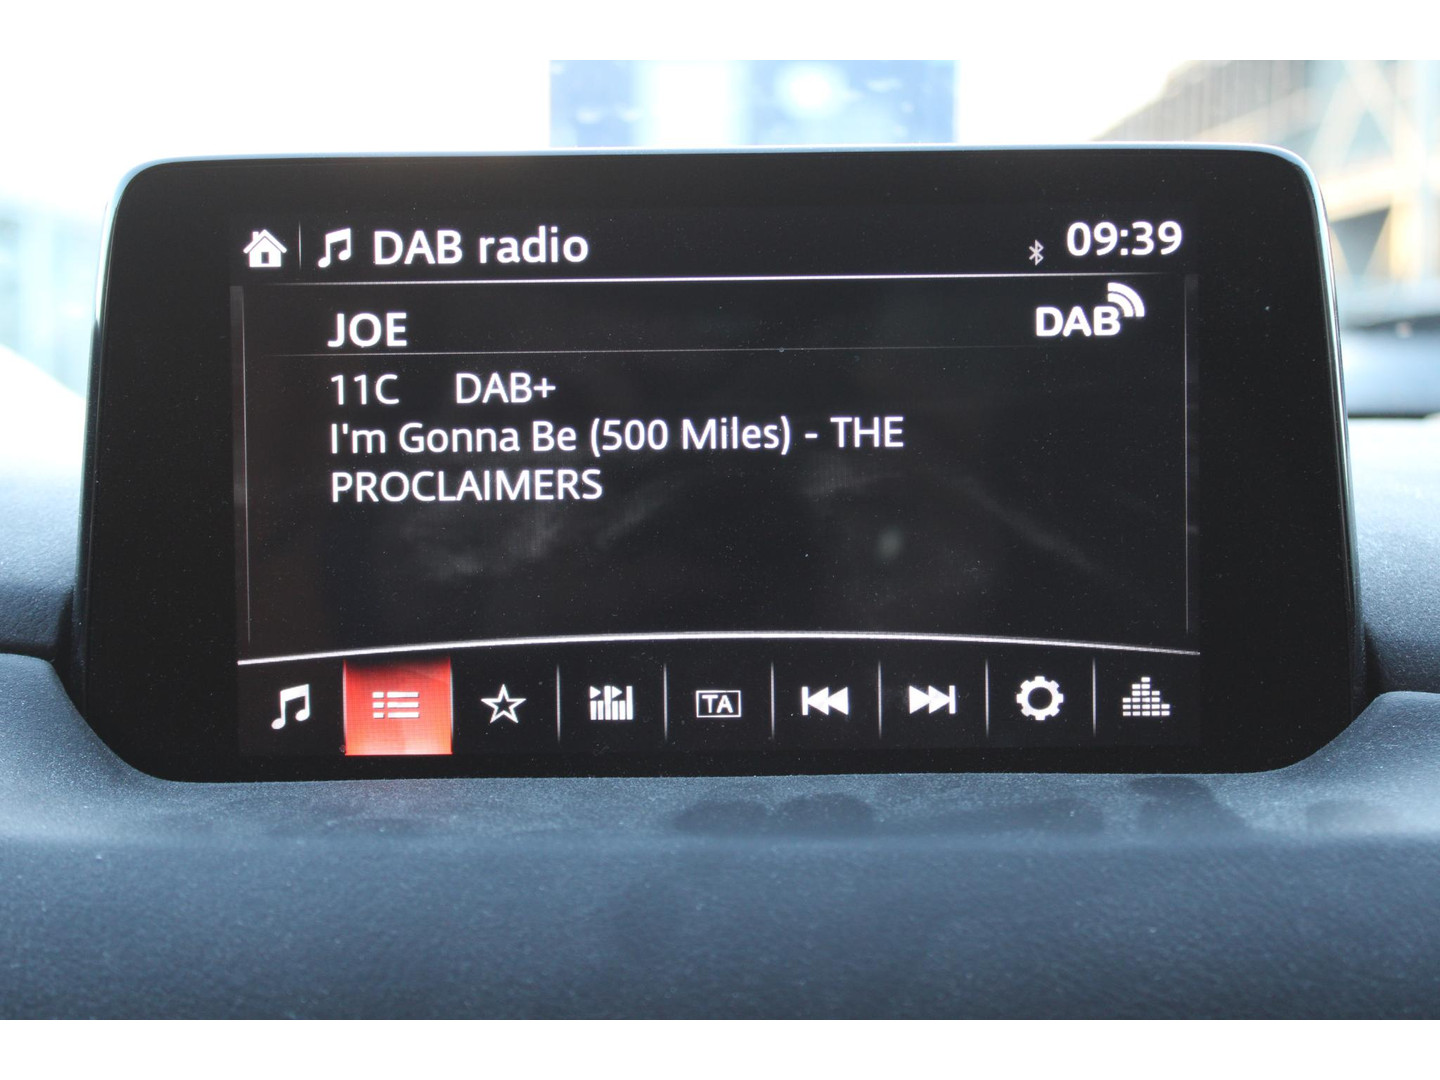 DAB radio
09:39
JOE
DAB
11C DAB+
I'm Gonna Be (500 Miles) - THE
PROCLAIMERS
TA